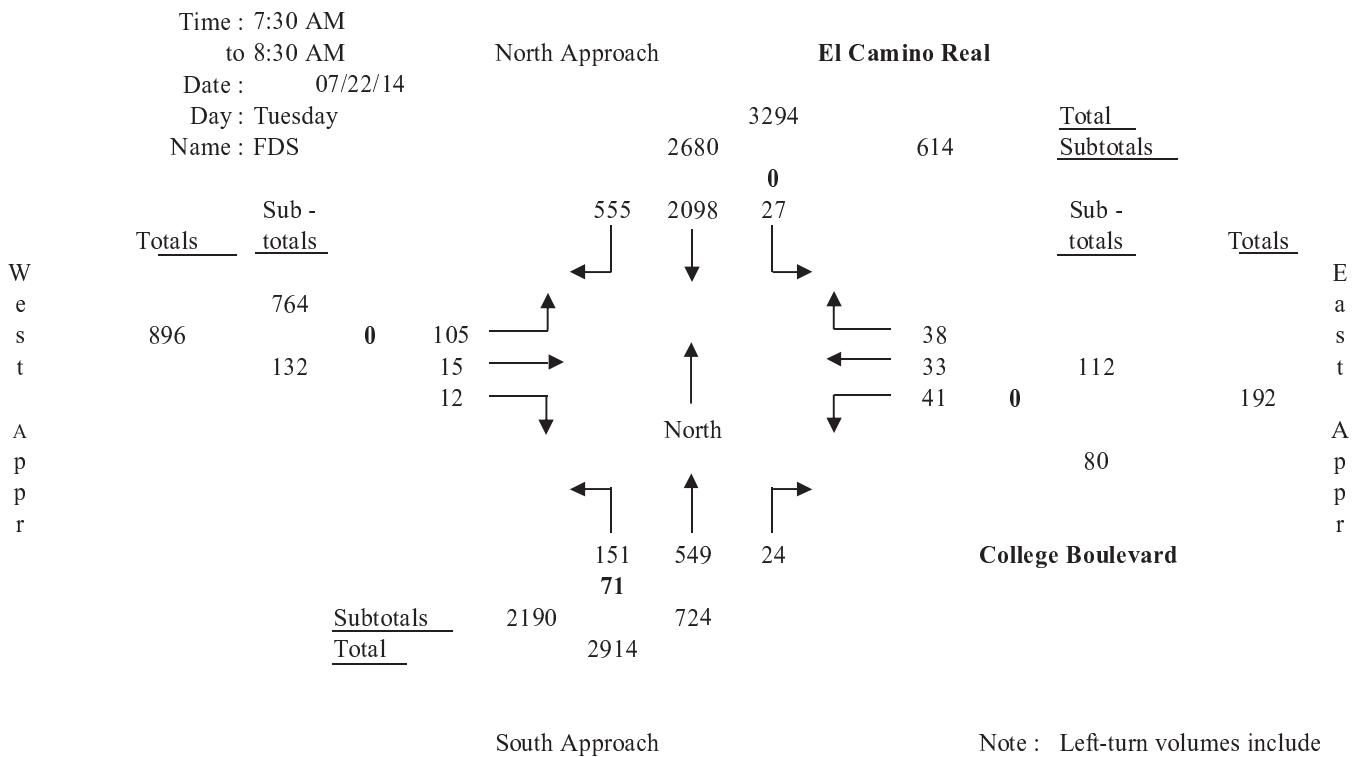 Time : 7:30 AM
to 8:30 AM North Approach El Camino Real
Date : 07/22/14
Day : Tuesday 3294 Total
Name : FDS 2680 614 Subtotals
0
Sub - 555 2098 27 Sub -
Totals totals totals Totals
W E
e 764 a
s 896 0 105 38 s
t 132 15 33 112 t
12 41 0 192
A North A
p 80 p
p p
r r
151 549 24 College Boulevard
71
Subtotals 2190 724
Total 2914
South Approach Note : Left-turn volumes include